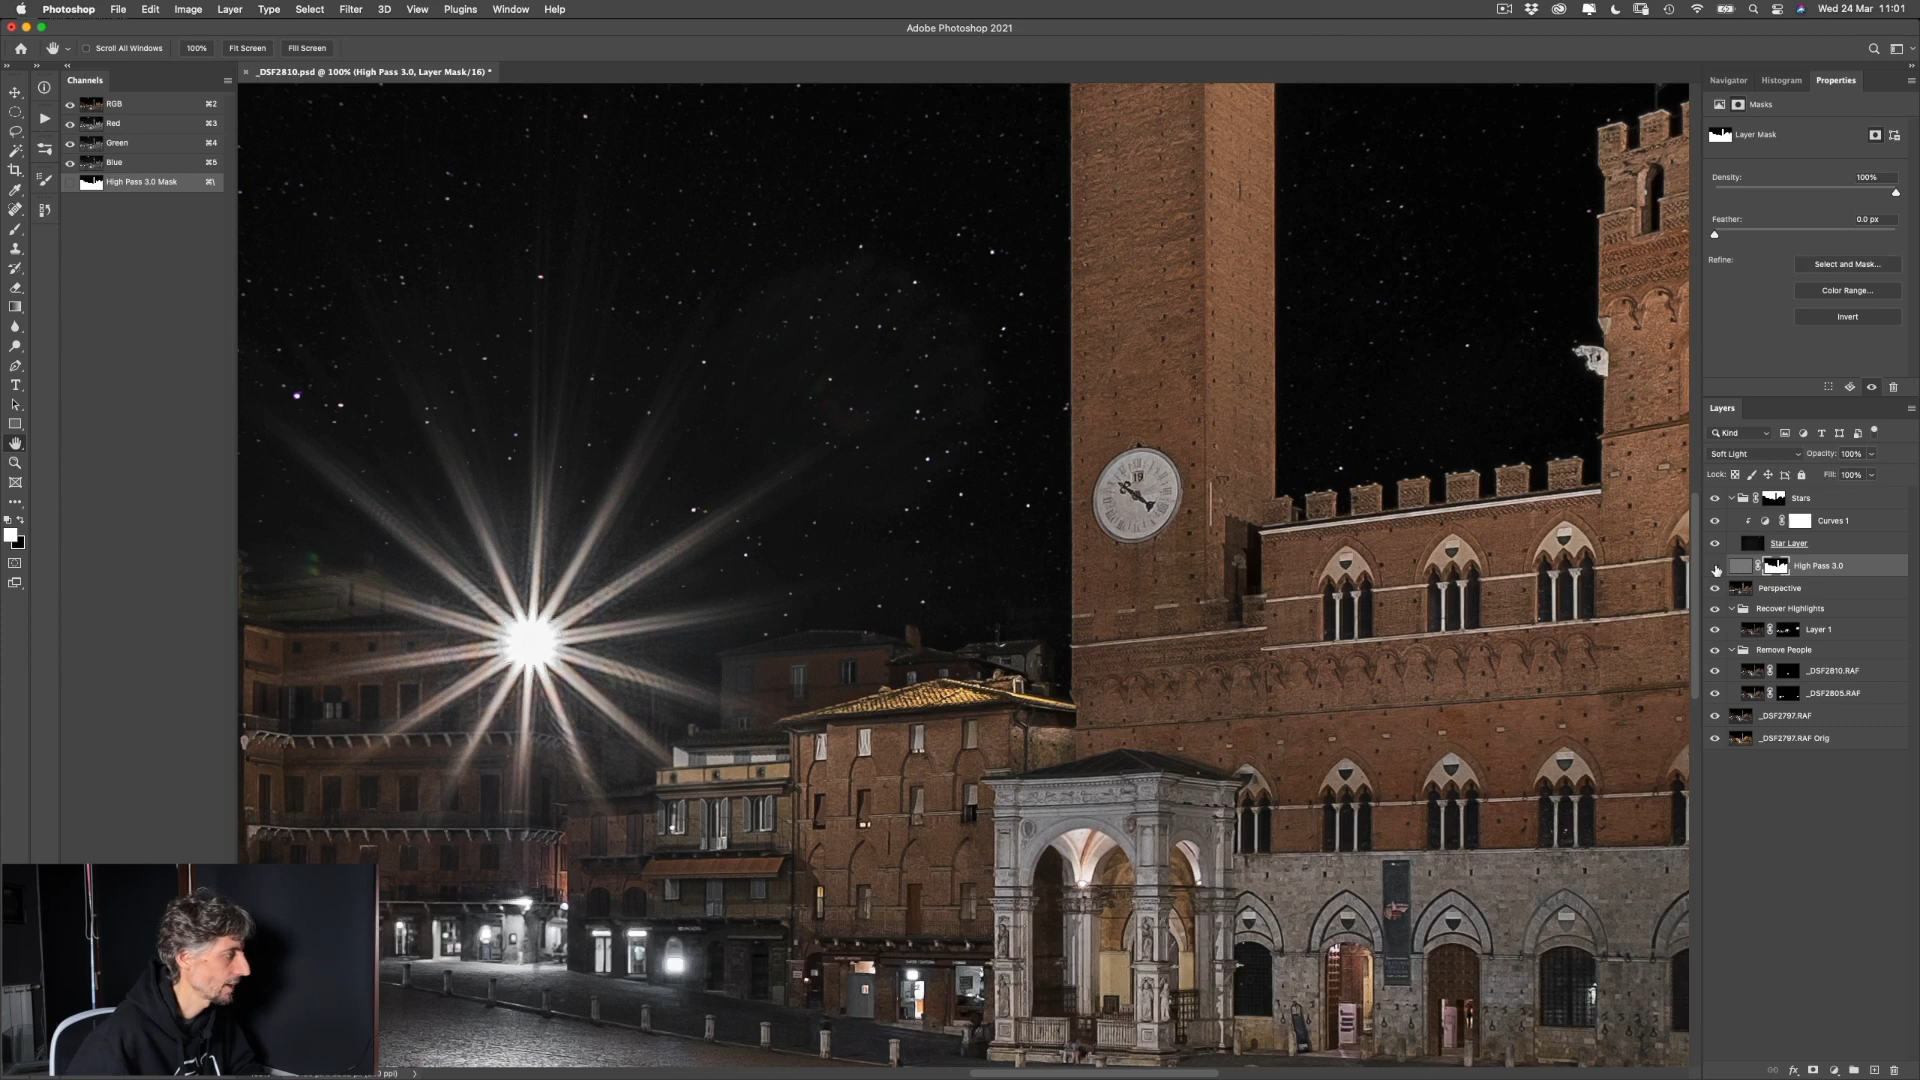 Photoshop File Edit Image Layer Type Select Filter 3D View Plugins Window Help Wed 24 Mar 11:01
Adobe Photoshop 2021
Scroll All Windows 100% Fit Screen Fill Screen
_DSF2810.psd @ 100% (High Pass 3.0, Layer Mask/16) *
Channels
RGB ⌘2
Red ⌘3
Green ⌘4
Blue ⌘5
High Pass 3.0 Mask ⌘\
Navigator Histogram Properties
Masks
Layer Mask
Density: 100%
Feather: 0.0 px
Refine: Select and Mask...
Color Range...
Invert
Layers
Kind
Soft Light Opacity: 100%
Lock: Fill: 100%
Stars
Curves 1
Star Layer
High Pass 3.0
Perspective
Recover Highlights
Layer 1
Remove People
_DSF2810.RAF
_DSF2805.RAF
_DSF2797.RAF
_DSF2797.RAF Orig
19